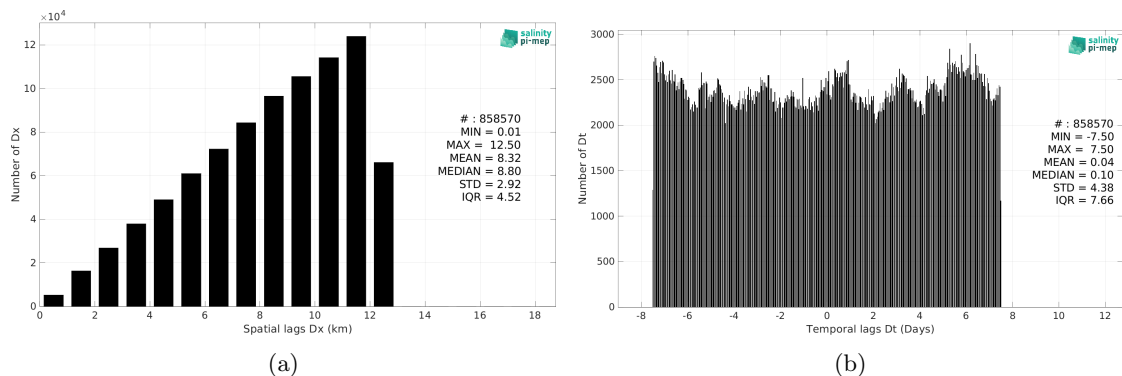 ×10⁴
12
10
8
6
4
2
0
Number of Dx
0 2 4 6 8 10 12 14 16 18
Spatial lags Dx (km)
salinity
pi-mep
# : 858570
MIN = 0.01
MAX = 12.50
MEAN = 8.32
MEDIAN = 8.80
STD = 2.92
IQR = 4.52
(a)
3000
2500
2000
1500
1000
500
0
Number of Dt
-8 -6 -4 -2 0 2 4 6 8 10 12
Temporal lags Dt (Days)
salinity
pi-mep
# : 858570
MIN = -7.50
MAX = 7.50
MEAN = 0.04
MEDIAN = 0.10
STD = 4.38
IQR = 7.66
(b)